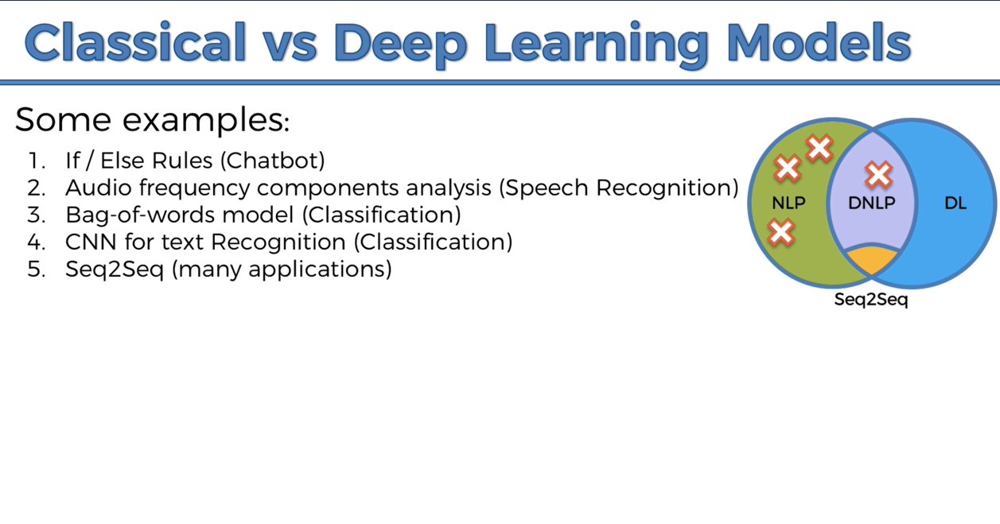 Classical vs Deep Learning Models
Some examples:
1. If / Else Rules (Chatbot)
2. Audio frequency components analysis (Speech Recognition)
3. Bag-of-words model (Classification)
4. CNN for text Recognition (Classification)
5. Seq2Seq (many applications)
NLP
DNLP
DL
Seq2Seq